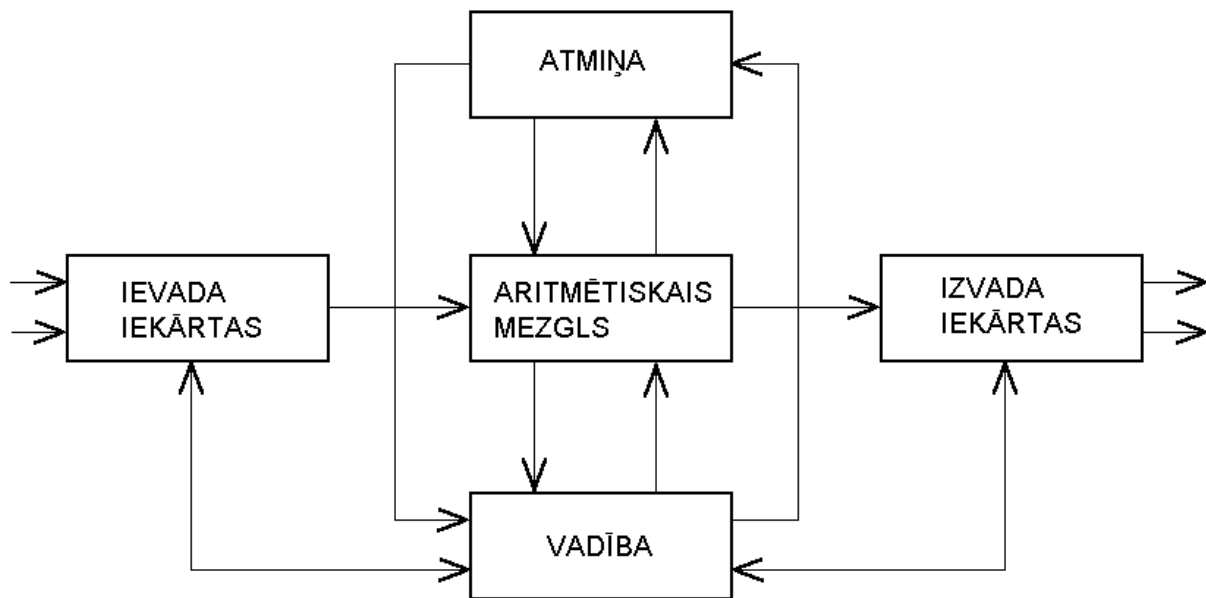 ATMIŅA
IEVADA
IEKĀRTAS
ARITMĒTISKAIS
MEZGLS
IZVADA
IEKĀRTAS
VADĪBA